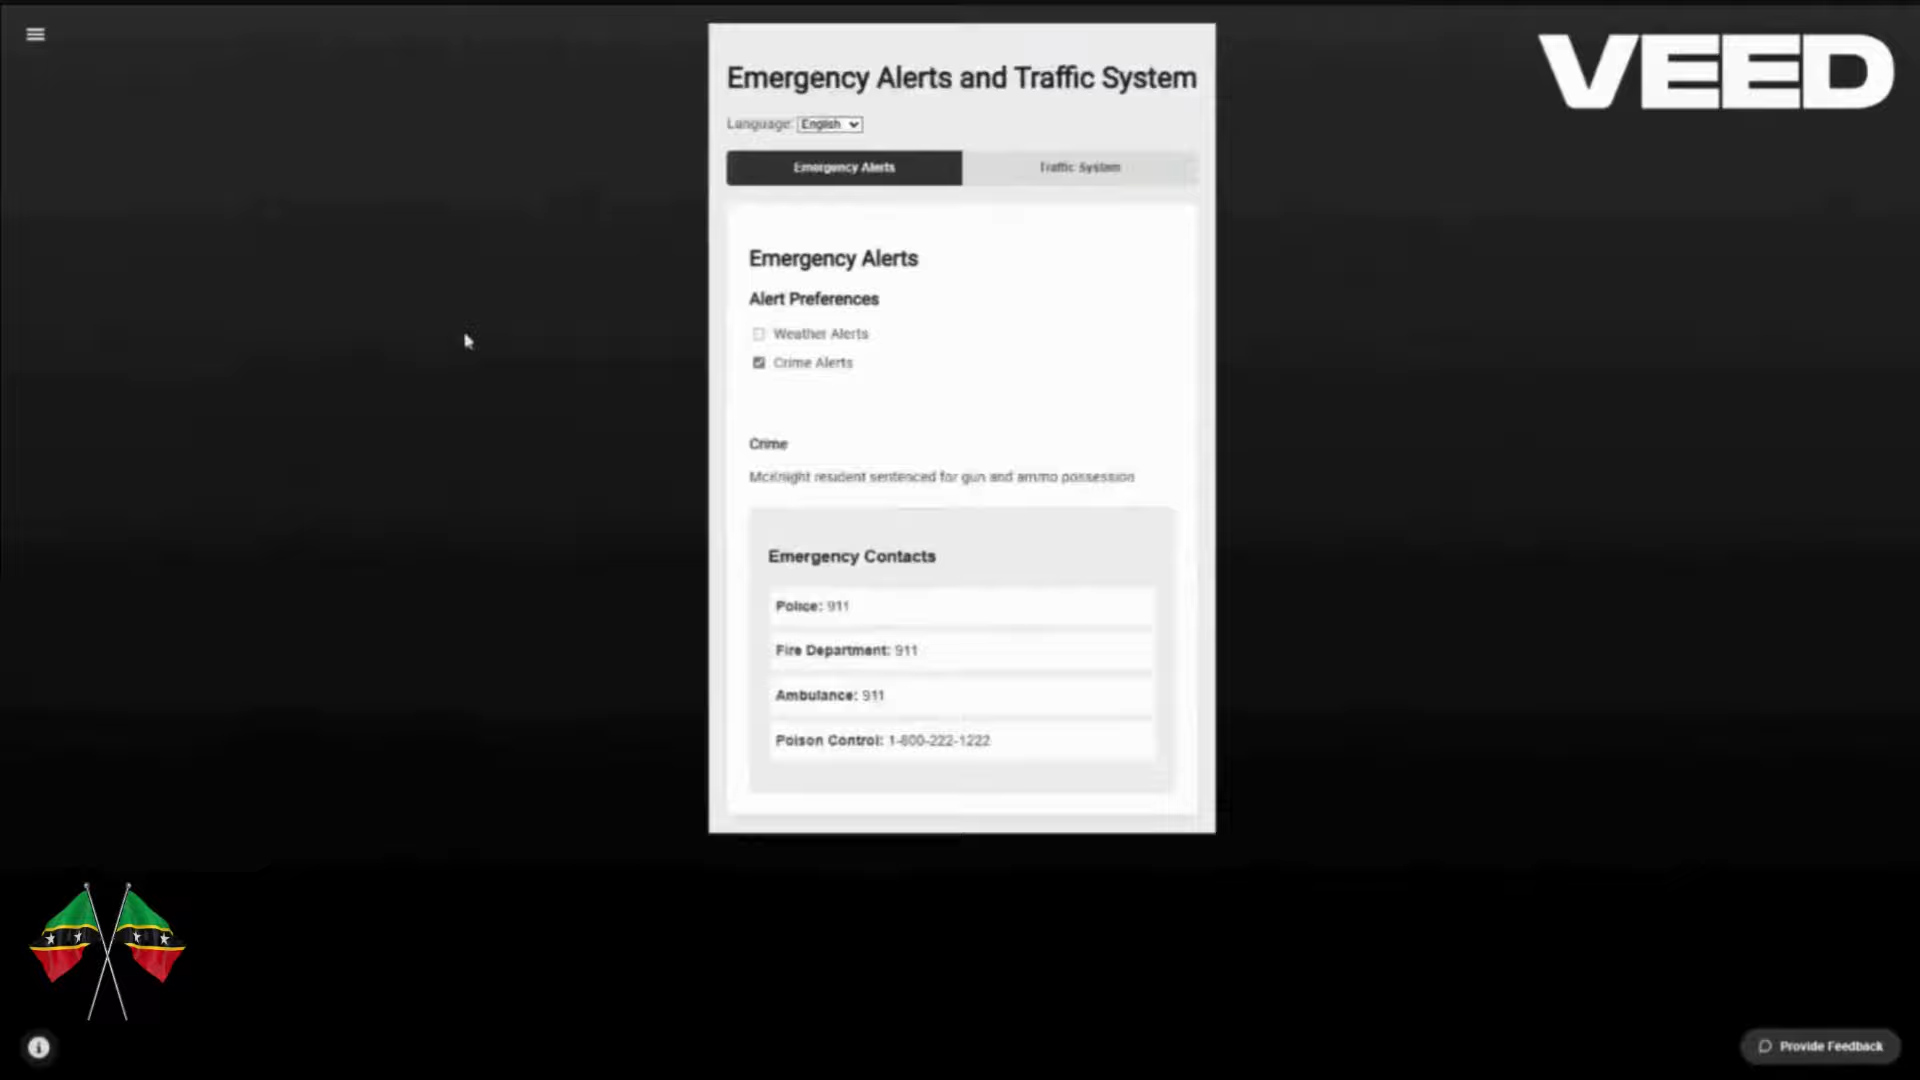 VEED
Emergency Alerts and Traffic System
Language: English
Emergency Alerts
Traffic System
Emergency Alerts
Alert Preferences
Weather Alerts
Crime Alerts
Crime
McKnight resident sentenced for gun and ammo possession
Emergency Contacts
Police: 911
Fire Department: 911
Ambulance: 911
Poison Control: 1-800-222-1222
Provide Feedback